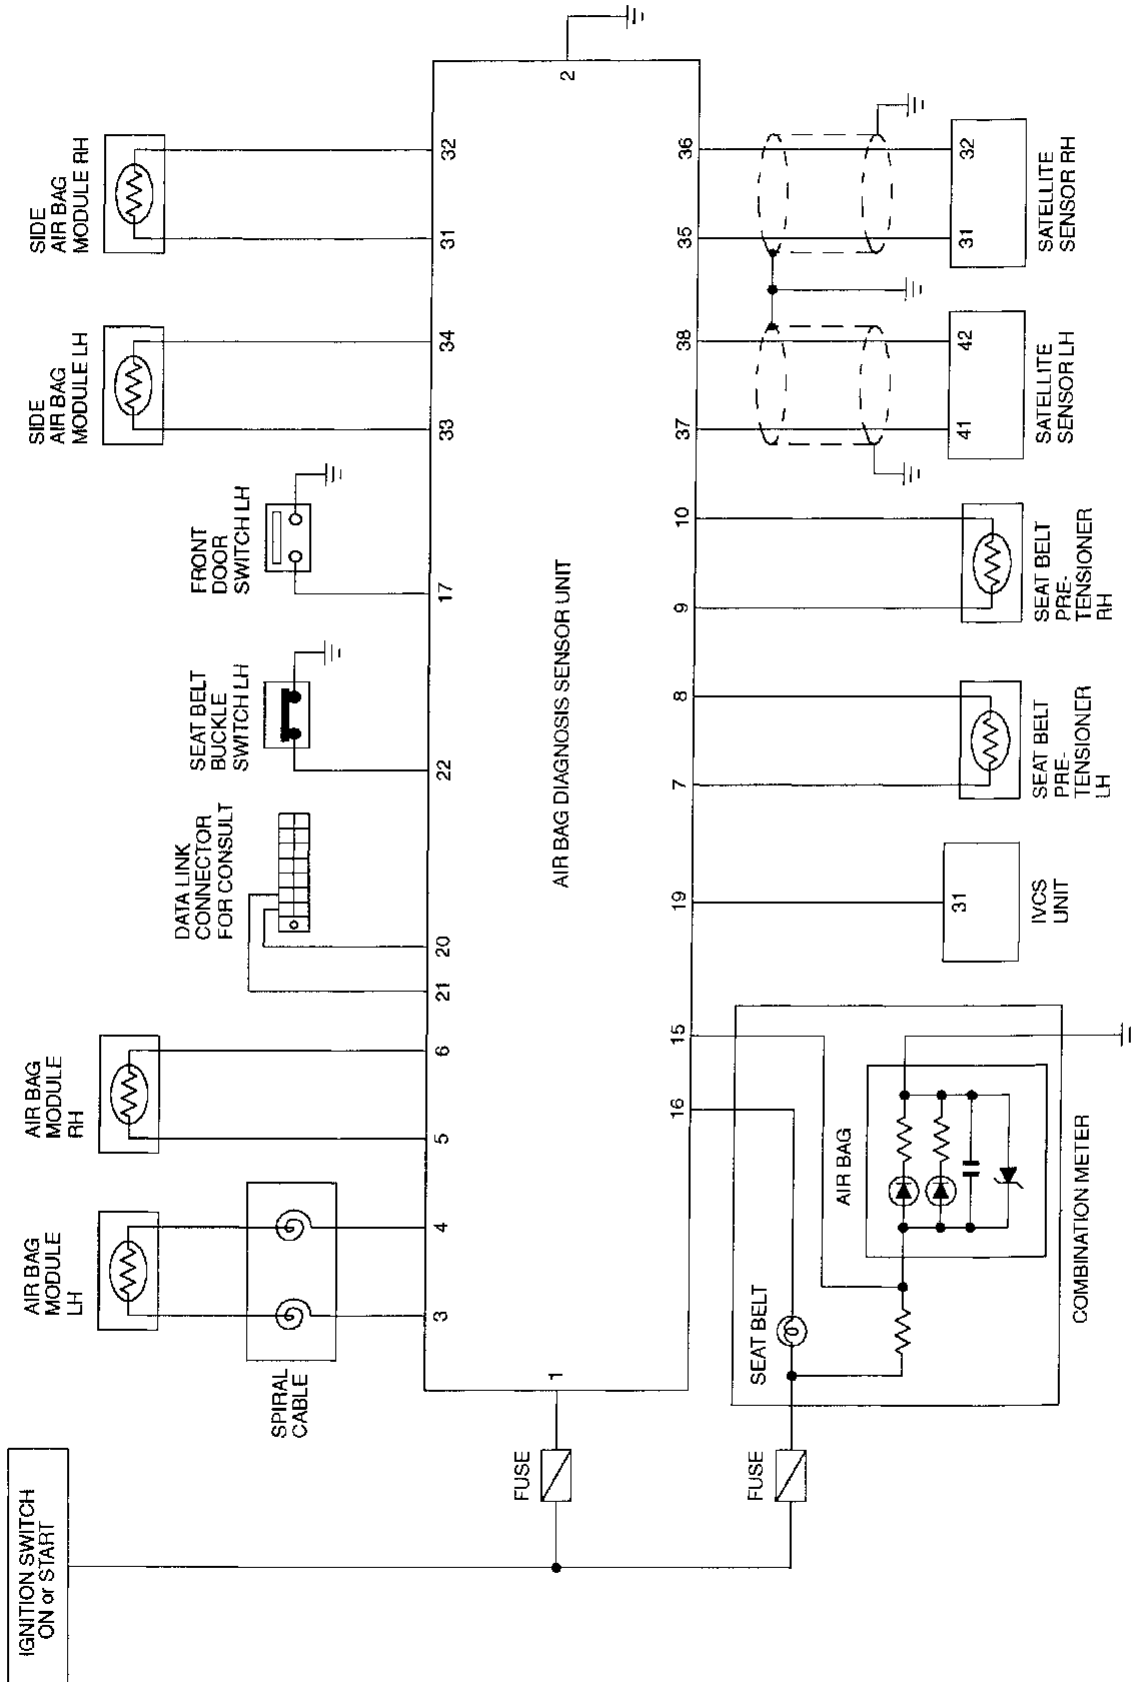 IGNITION SWITCH
ON or START
FUSE
FUSE
AIR BAG
MODULE
LH
SPIRAL
CABLE
AIR BAG
MODULE
RH
DATA LINK
CONNECTOR
FOR CONSULT
SEAT BELT
BUCKLE
SWITCH LH
FRONT
DOOR
SWITCH LH
SIDE
AIR BAG
MODULE LH
SIDE
AIR BAG
MODULE RH
3
4
5
6
21
20
22
17
33
34
31
32
1
AIR BAG DIAGNOSIS SENSOR UNIT
2
16
15
19
7
8
9
10
37
38
35
36
SEAT BELT
AIR BAG
COMBINATION METER
31
IVCS
UNIT
SEAT BELT
PRE-
TENSIONER
LH
SEAT BELT
PRE-
TENSIONER
RH
41
42
SATELLITE
SENSOR LH
31
32
SATELLITE
SENSOR RH